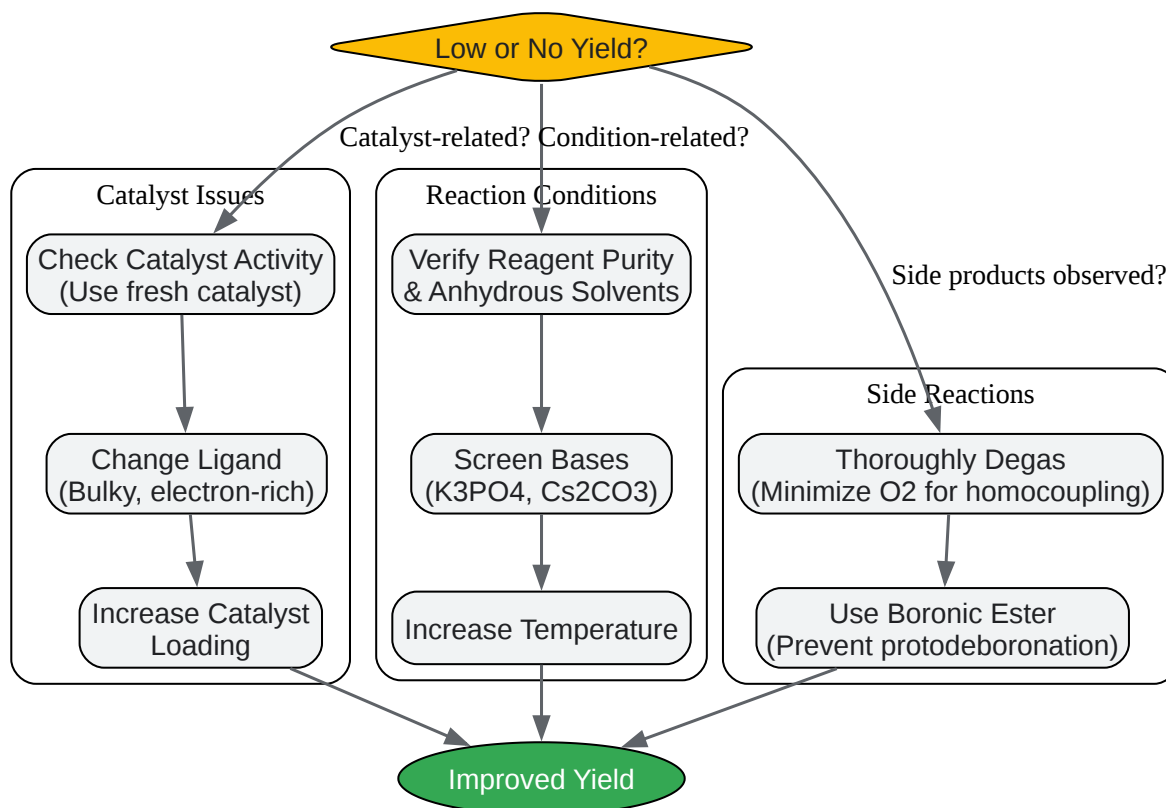 Low or No Yield?
Catalyst-related?
Condition-related?
Side products observed?
Catalyst Issues
Check Catalyst Activity
(Use fresh catalyst)
Change Ligand
(Bulky, electron-rich)
Increase Catalyst
Loading
Reaction Conditions
Verify Reagent Purity
& Anhydrous Solvents
Screen Bases
(K3PO4, Cs2CO3)
Increase Temperature
Side Reactions
Thoroughly Degas
(Minimize O2 for homocoupling)
Use Boronic Ester
(Prevent protodeboronation)
Improved Yield